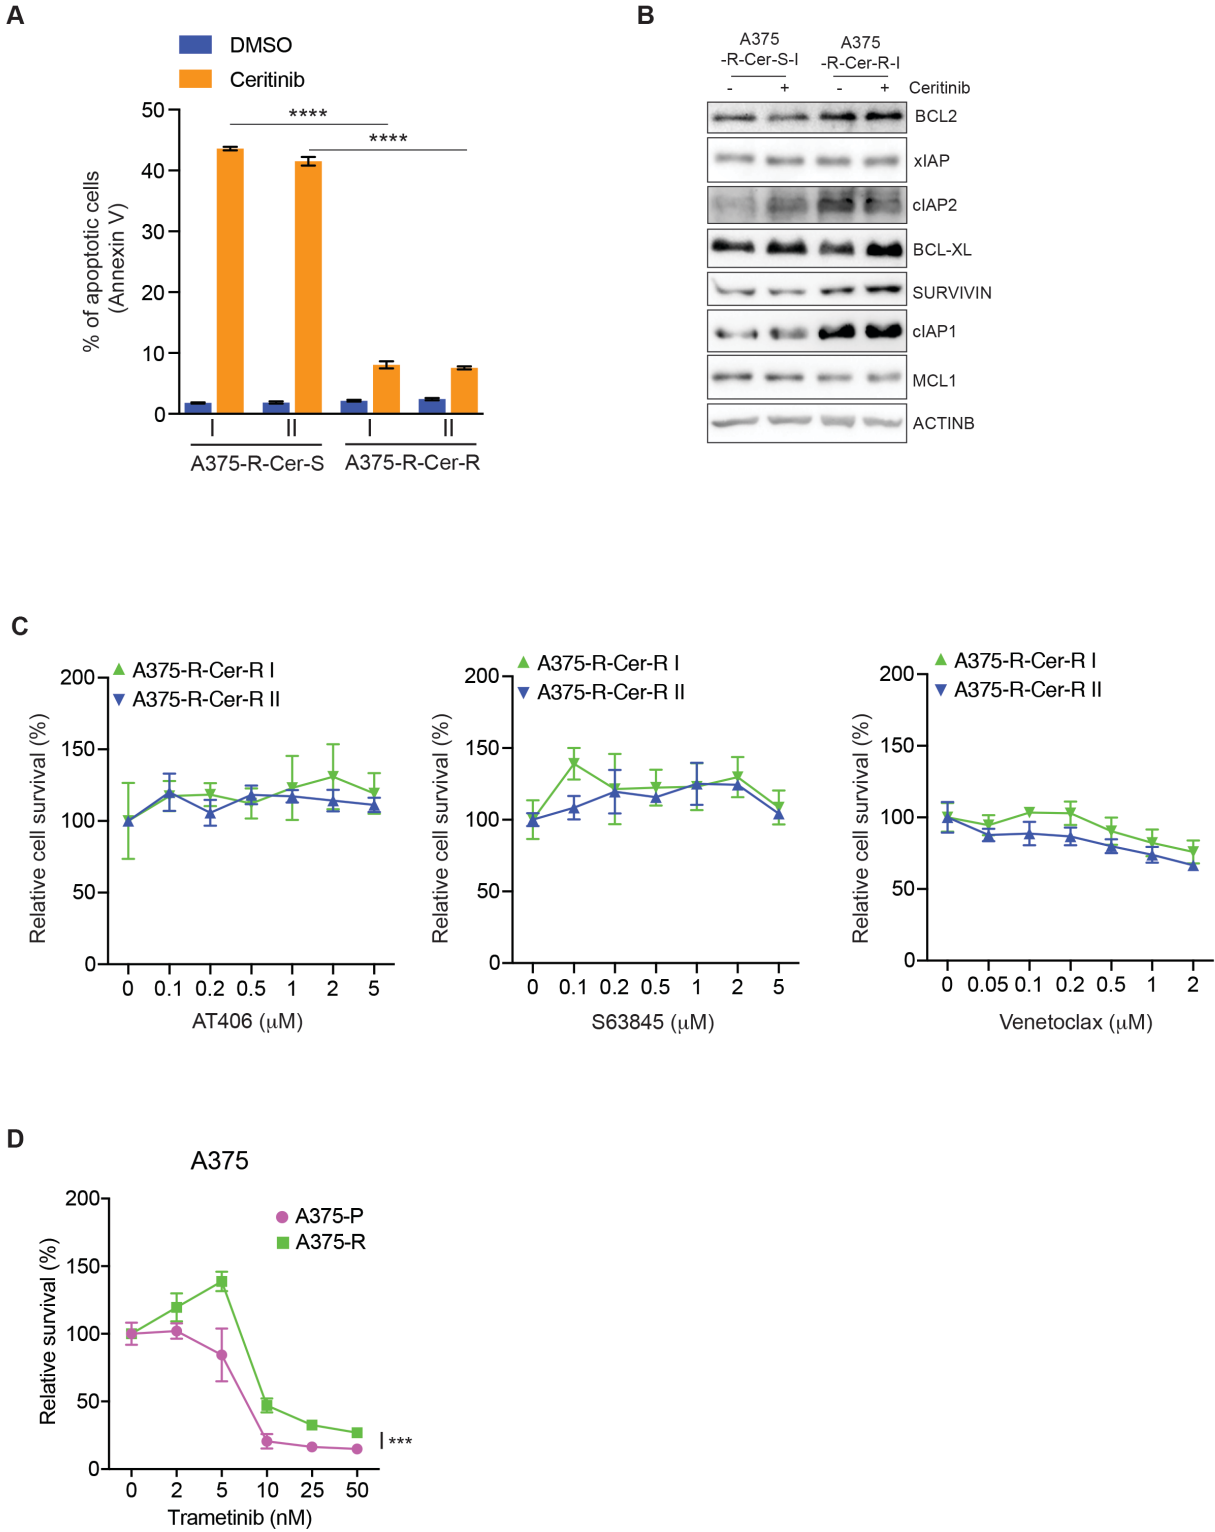 A
DMSO
Ceritinib
50
40
30
20
10
0
% of apoptotic cells
(Annexin V)
****
****
I
II
I
II
A375-R-Cer-S
A375-R-Cer-R
B
A375
-R-Cer-S-I
A375
-R-Cer-R-I
- + - + Ceritinib
BCL2
xIAP
cIAP2
BCL-XL
SURVIVIN
cIAP1
MCL1
ACTINB
C
A375-R-Cer-R I
A375-R-Cer-R II
200
150
100
50
0
Relative cell survival (%)
0 0.1 0.2 0.5 1 2 5
AT406 (μM)
A375-R-Cer-R I
A375-R-Cer-R II
200
150
100
50
0
Relative cell survival (%)
0 0.1 0.2 0.5 1 2 5
S63845 (μM)
A375-R-Cer-R I
A375-R-Cer-R II
200
150
100
50
0
Relative cell survival (%)
0 0.05 0.1 0.2 0.5 1 2
Venetoclax (μM)
D
A375
A375-P
A375-R
200
150
100
50
0
Relative survival (%)
***
0 2 5 10 25 50
Trametinib (nM)